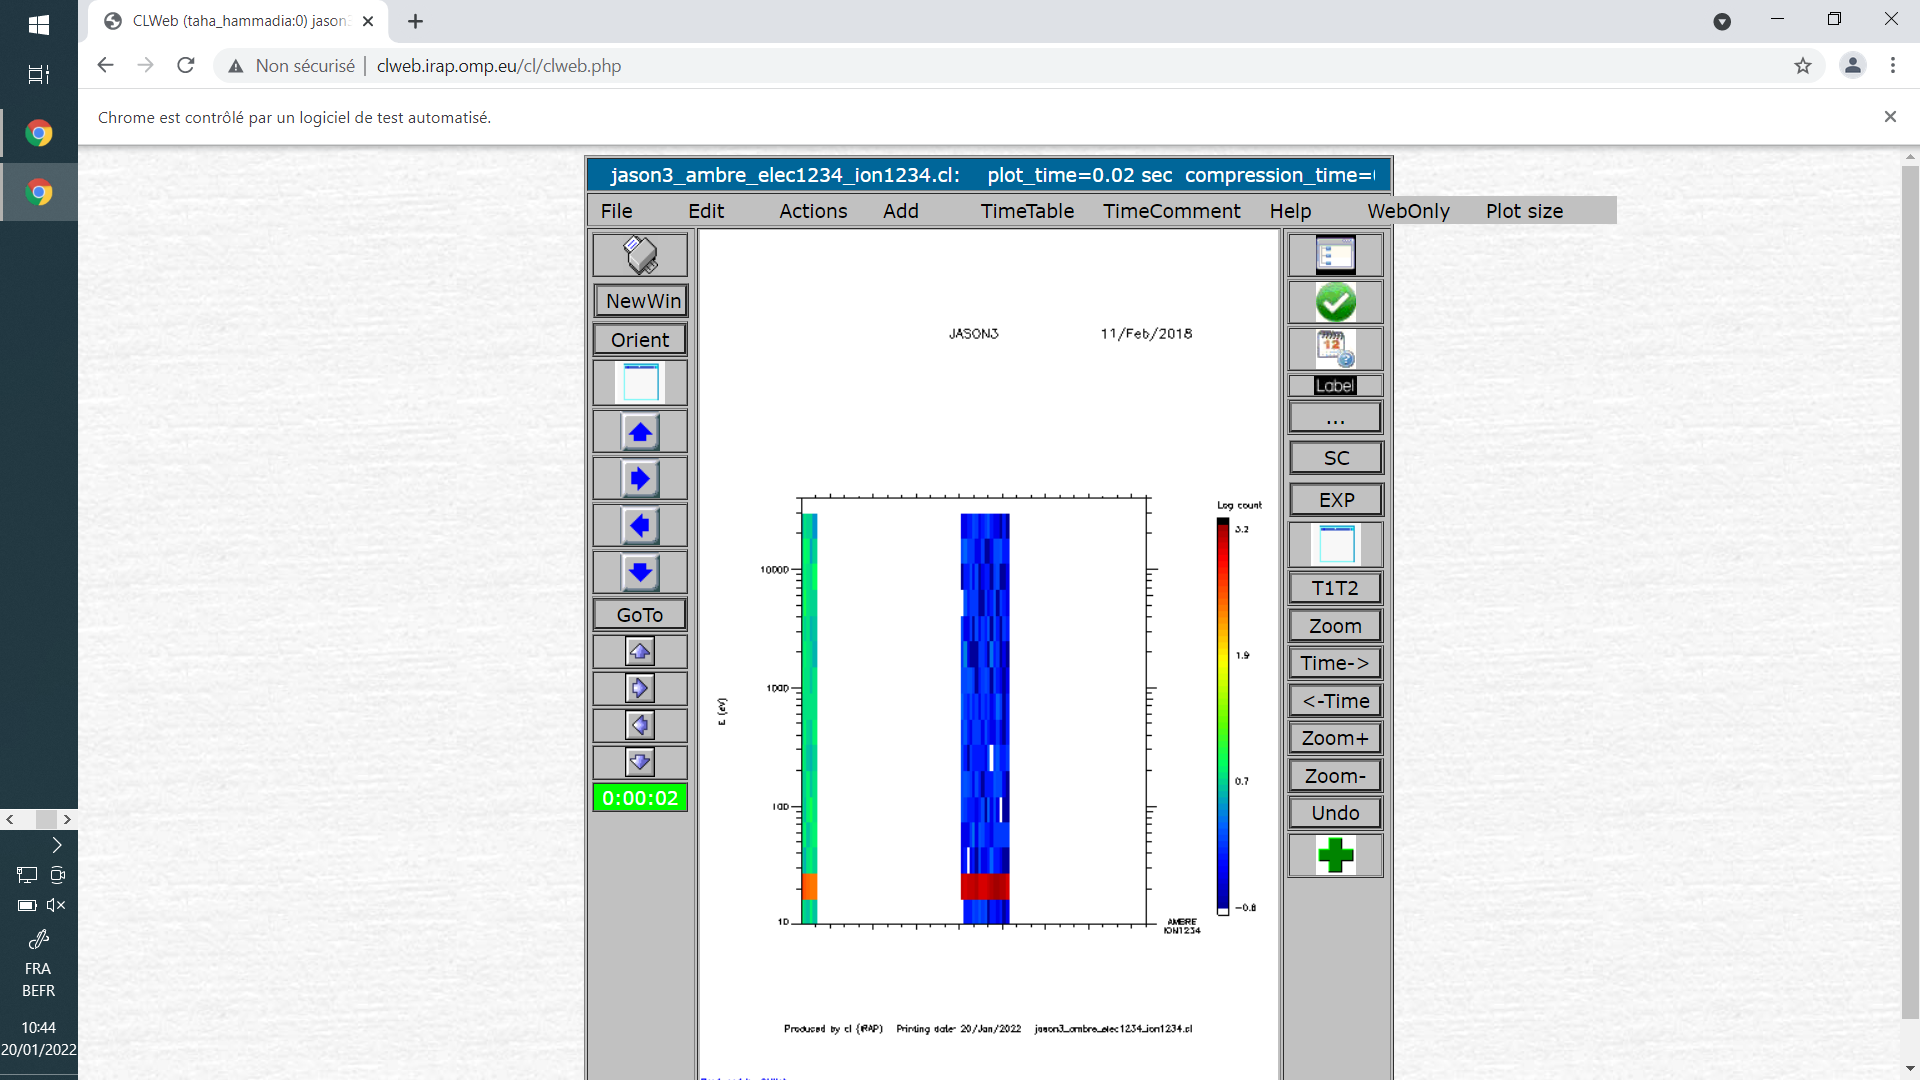 CLWeb (taha_hammadia:0) jason3
Non sécurisé | clweb.irap.omp.eu/cl/clweb.php
Chrome est contrôlé par un logiciel de test automatisé.
jason3_ambre_elec1234_ion1234.cl: plot_time=0.02 sec compression_time=
File Edit Actions Add TimeTable TimeComment Help WebOnly Plot size
NewWin
Orient
GoTo
0:00:02
JASON3 11/Feb/2018
Log count
3.2
1.9
0.7
-0.8
10000
1000
100
10
E (eV)
AMBRE
ION1234
Produced by cl (IRAP) Printing date: 20/Jan/2022 jason3_ambre_elec1234_ion1234.cl
12
Label
...
SC
EXP
T1T2
Zoom
Time->
<-Time
Zoom+
Zoom-
Undo
FRA
BEFR
10:44
20/01/2022